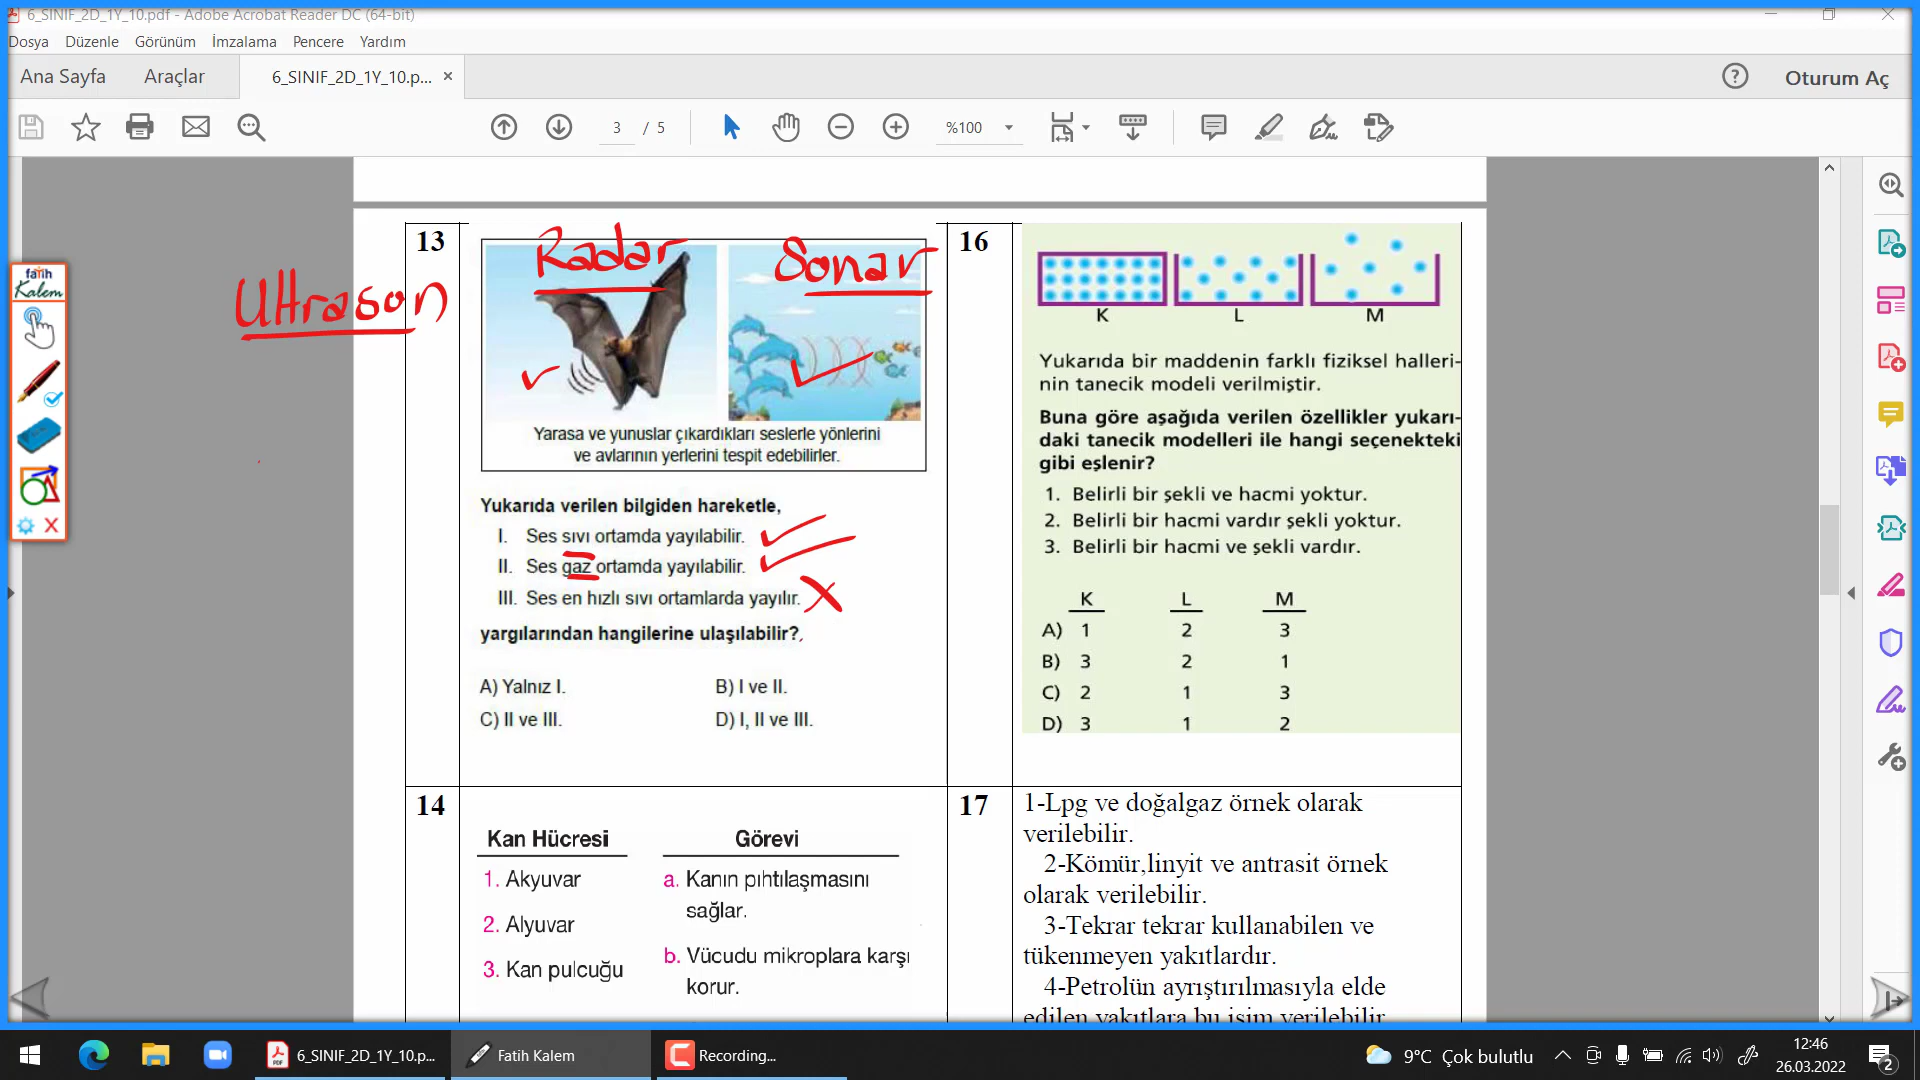 6_SINIF_2D_1Y_10.pdf - Adobe Acrobat Reader DC (64-bit)
Dosya Düzenle Görünüm İmzalama Pencere Yardım
Ana Sayfa Araçlar 6_SINIF_2D_1Y_10.p... × Oturum Aç
3 / 5 %100
fatih
Kalem
Ultrason
13
Radar
Sonar
Yarasa ve yunuslar çıkardıkları seslerle yönlerini
ve avlarının yerlerini tespit edebilirler.
Yukarıda verilen bilgiden hareketle,
I. Ses sıvı ortamda yayılabilir.
II. Ses gaz ortamda yayılabilir.
III. Ses en hızlı sıvı ortamlarda yayılır.
yargılarından hangilerine ulaşılabilir?
A) Yalnız I. B) I ve II.
C) II ve III. D) I, II ve III.
14
Kan Hücresi Görevi
1. Akyuvar a. Kanın pıhtılaşmasını
sağlar.
2. Alyuvar
3. Kan pulcuğu b. Vücudu mikroplara karşı
korur.
16
K L M
Yukarıda bir maddenin farklı fiziksel halleri-
nin tanecik modeli verilmiştir.
Buna göre aşağıda verilen özellikler yukarı-
daki tanecik modelleri ile hangi seçenekteki
gibi eşlenir?
1. Belirli bir şekli ve hacmi yoktur.
2. Belirli bir hacmi vardır şekli yoktur.
3. Belirli bir hacmi ve şekli vardır.
K L M
A) 1 2 3
B) 3 2 1
C) 2 1 3
D) 3 1 2
17
1-Lpg ve doğalgaz örnek olarak
verilebilir.
2-Kömür,linyit ve antrasit örnek
olarak verilebilir.
3-Tekrar tekrar kullanabilen ve
tükenmeyen yakıtlardır.
4-Petrolün ayrıştırılmasıyla elde
edilen yakıtlara bu isim verilebilir
6_SINIF_2D_1Y_10.p... Fatih Kalem Recording... 9°C Çok bulutlu 12:46
26.03.2022
2